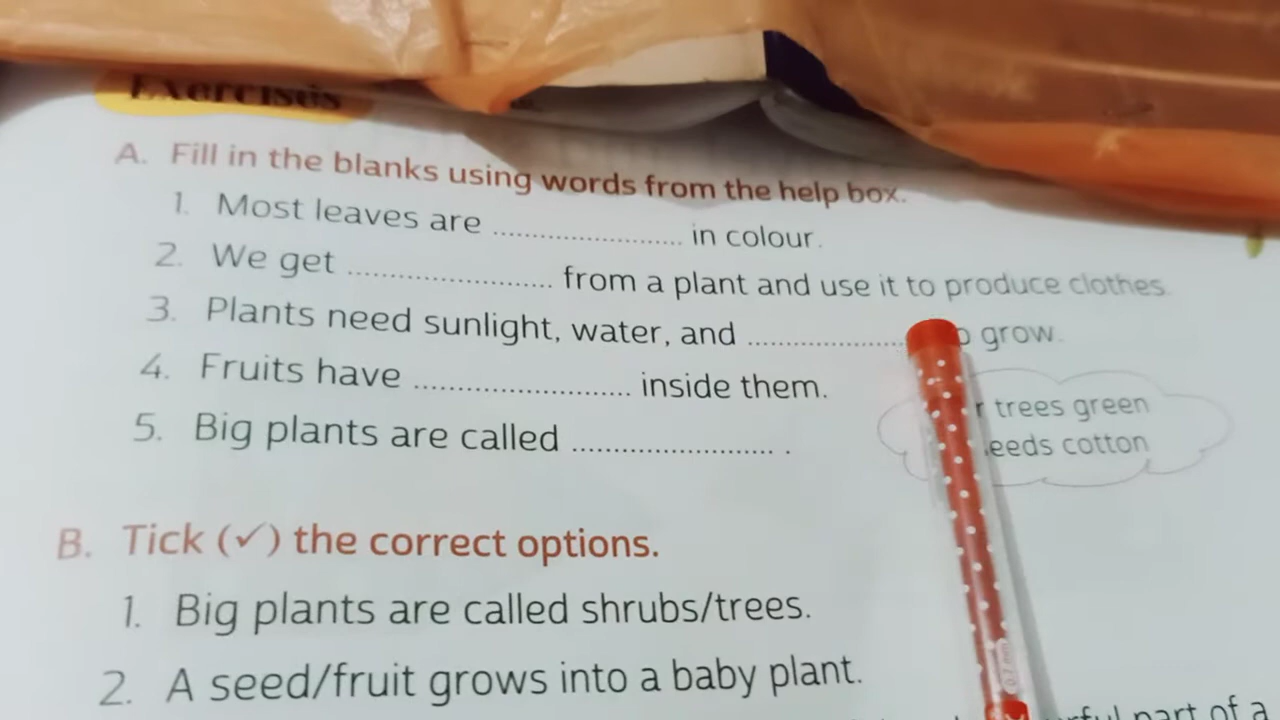 Exercises
A. Fill in the blanks using words from the help box.
1. Most leaves are ........................ in colour.
2. We get ........................ from a plant and use it to produce clothes.
3. Plants need sunlight, water, and ........................ grow.
4. Fruits have ........................ inside them.
5. Big plants are called ........................ .
trees green
eeds cotton
B. Tick (✓) the correct options.
1. Big plants are called shrubs/trees.
2. A seed/fruit grows into a baby plant.
part of a